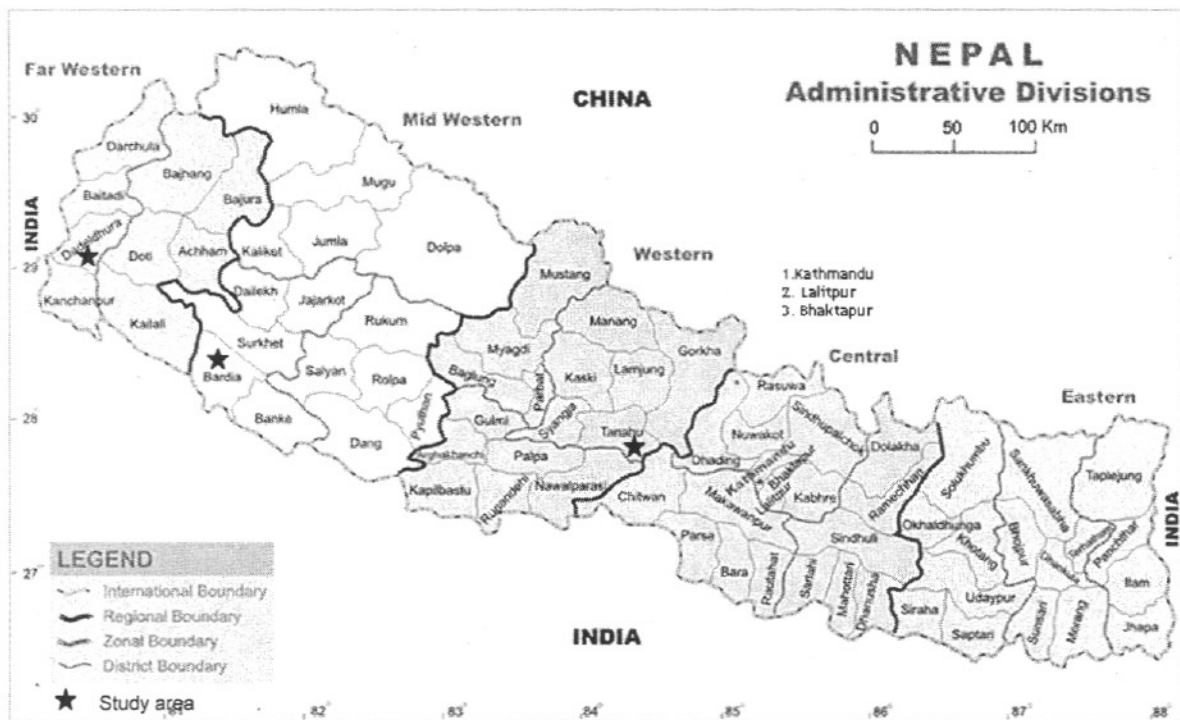 NEPAL
Administrative Divisions
0 50 100 Km
Far Western
Mid Western
Western
Central
Eastern
CHINA
INDIA
INDIA
INDIA
1.Kathmandu
2. Lalitpur
3. Bhaktapur
30
29
28
27
Humla
Darchula
Bajhang
Mugu
Baitadi
Bajura
Dadeldhura
Doti
Achham
Kalikot
Jumla
Dolpa
Kanchanpur
Kailali
Dailekh
Jajarkot
Mustang
Rukum
Manang
Surkhet
Myagdi
Gorkha
Bardia
Salyan
Rolpa
Baglung
Parbat
Kaski
Lamjung
Rasuwa
Banke
Dang
Pyuthon
Gulmi
Syangja
Tanahu
Nuwakot
Sindhupalchok
Dolakha
Arghakhanchi
Palpa
Dhading
Kathmandu
Bhaktapur
Lalitpur
Kabhre
Ramechhap
Solukhumbu
Sankhuwasabha
Taplejung
Kapilbastu
Rupandehi
Nawalparasi
Chitwan
Makawanpur
Sindhuli
Okhaldhunga
Khotang
Bhojpur
Panchthar
Parsa
Bara
Rautahat
Sarlahi
Mahottari
Dhanusha
Siraha
Udaypur
Saptari
Sunsari
Morang
Ilam
Jhapa
LEGEND
International Boundary
Regional Boundary
Zonal Boundary
District Boundary
Study area
81 82 83 84 85 86 87 88